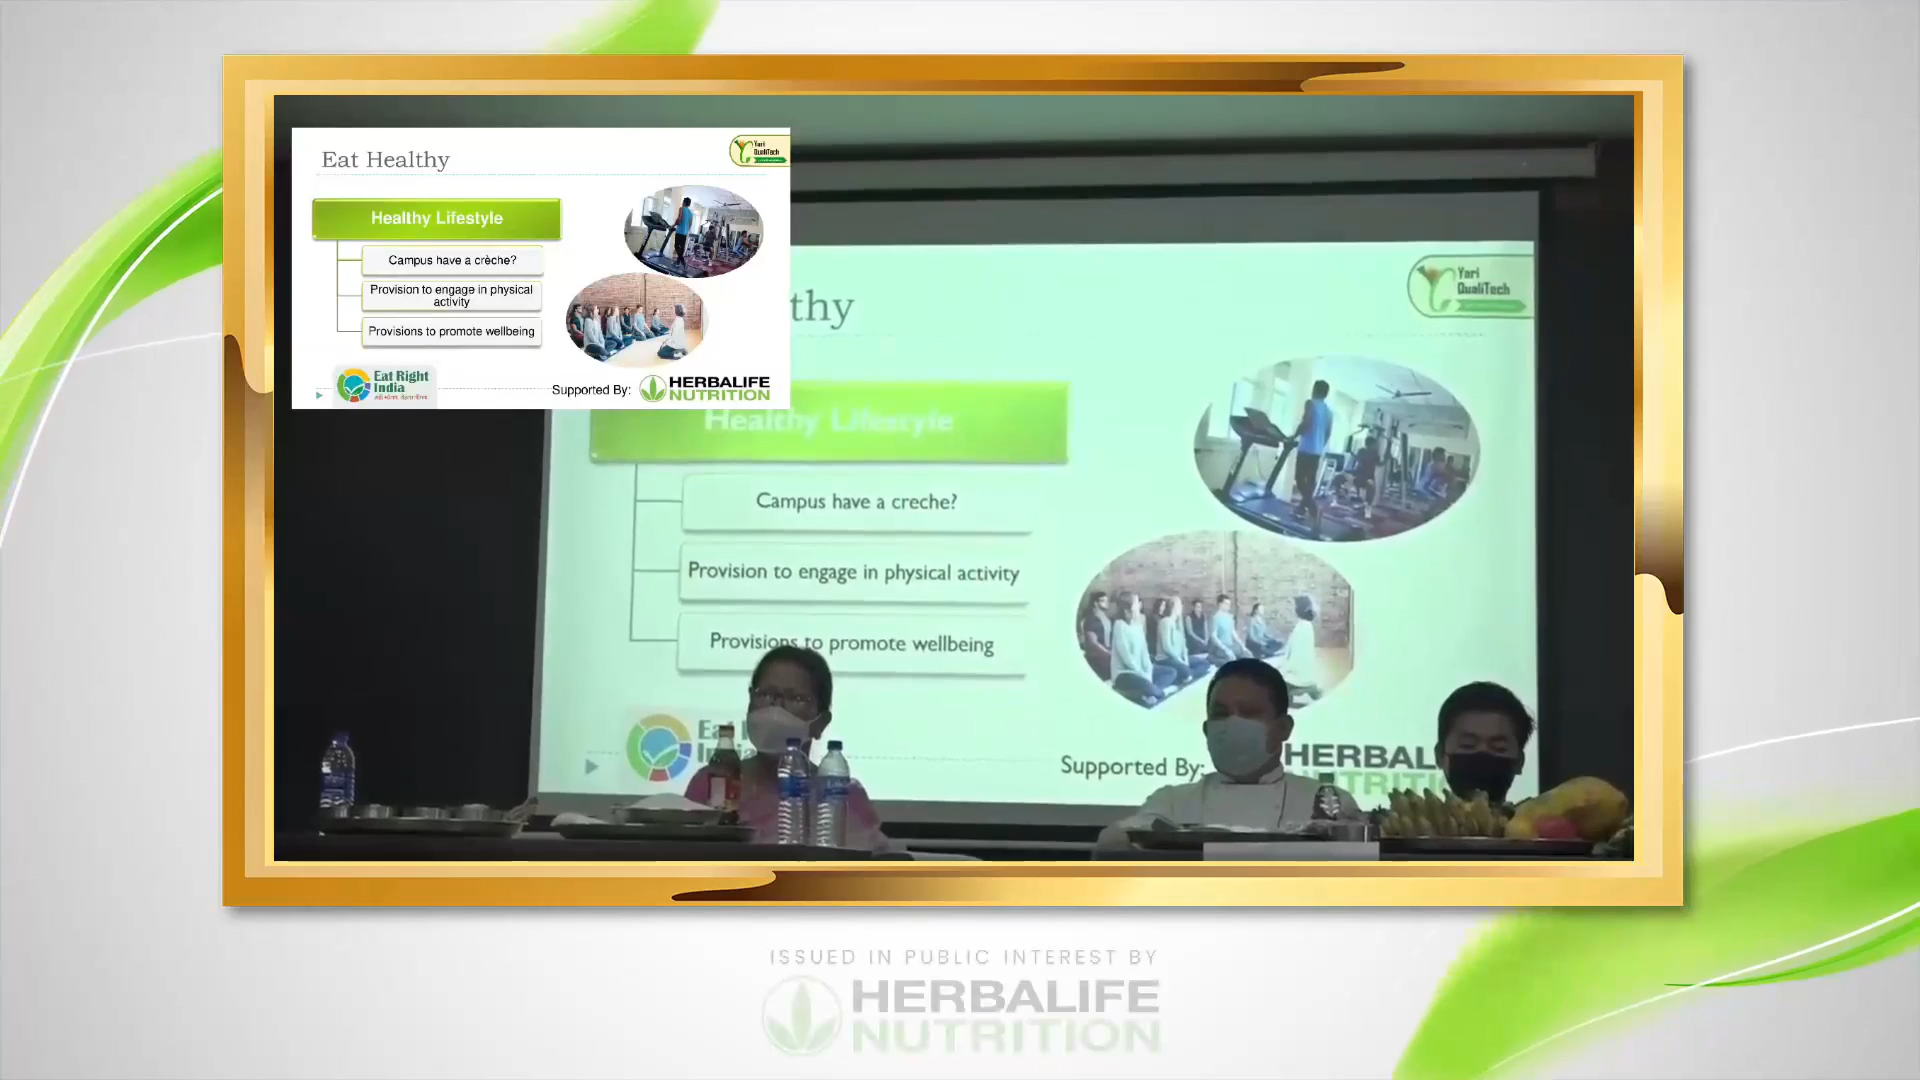 Eat Healthy
Yari
QualiTech
Healthy Lifestyle
Campus have a crèche?
Provision to engage in physical
activity
Provisions to promote wellbeing
Eat Right
India
Supported By:
HERBALIFE
NUTRITION
thy
Yari
QualiTech
Healthy Lifestyle
Campus have a creche?
Provision to engage in physical activity
Provisions to promote wellbeing
Supported By:
HERBAL
NUTRITI
ISSUED IN PUBLIC INTEREST BY
HERBALIFE
NUTRITION